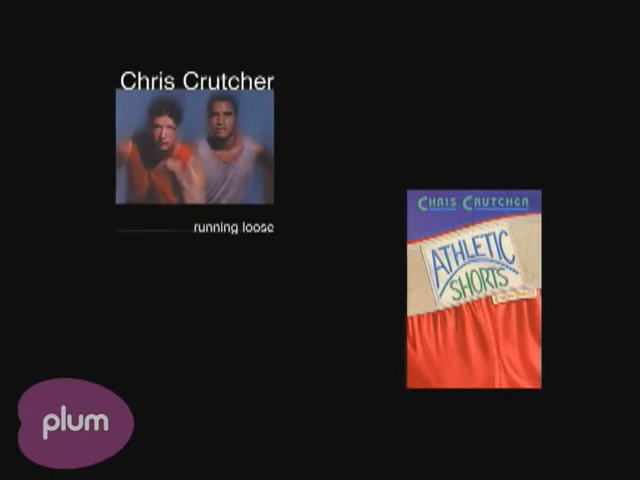 Chris Crutcher
running loose
CHRIS CRUTCHER
ATHLETIC
SHORTS
plum